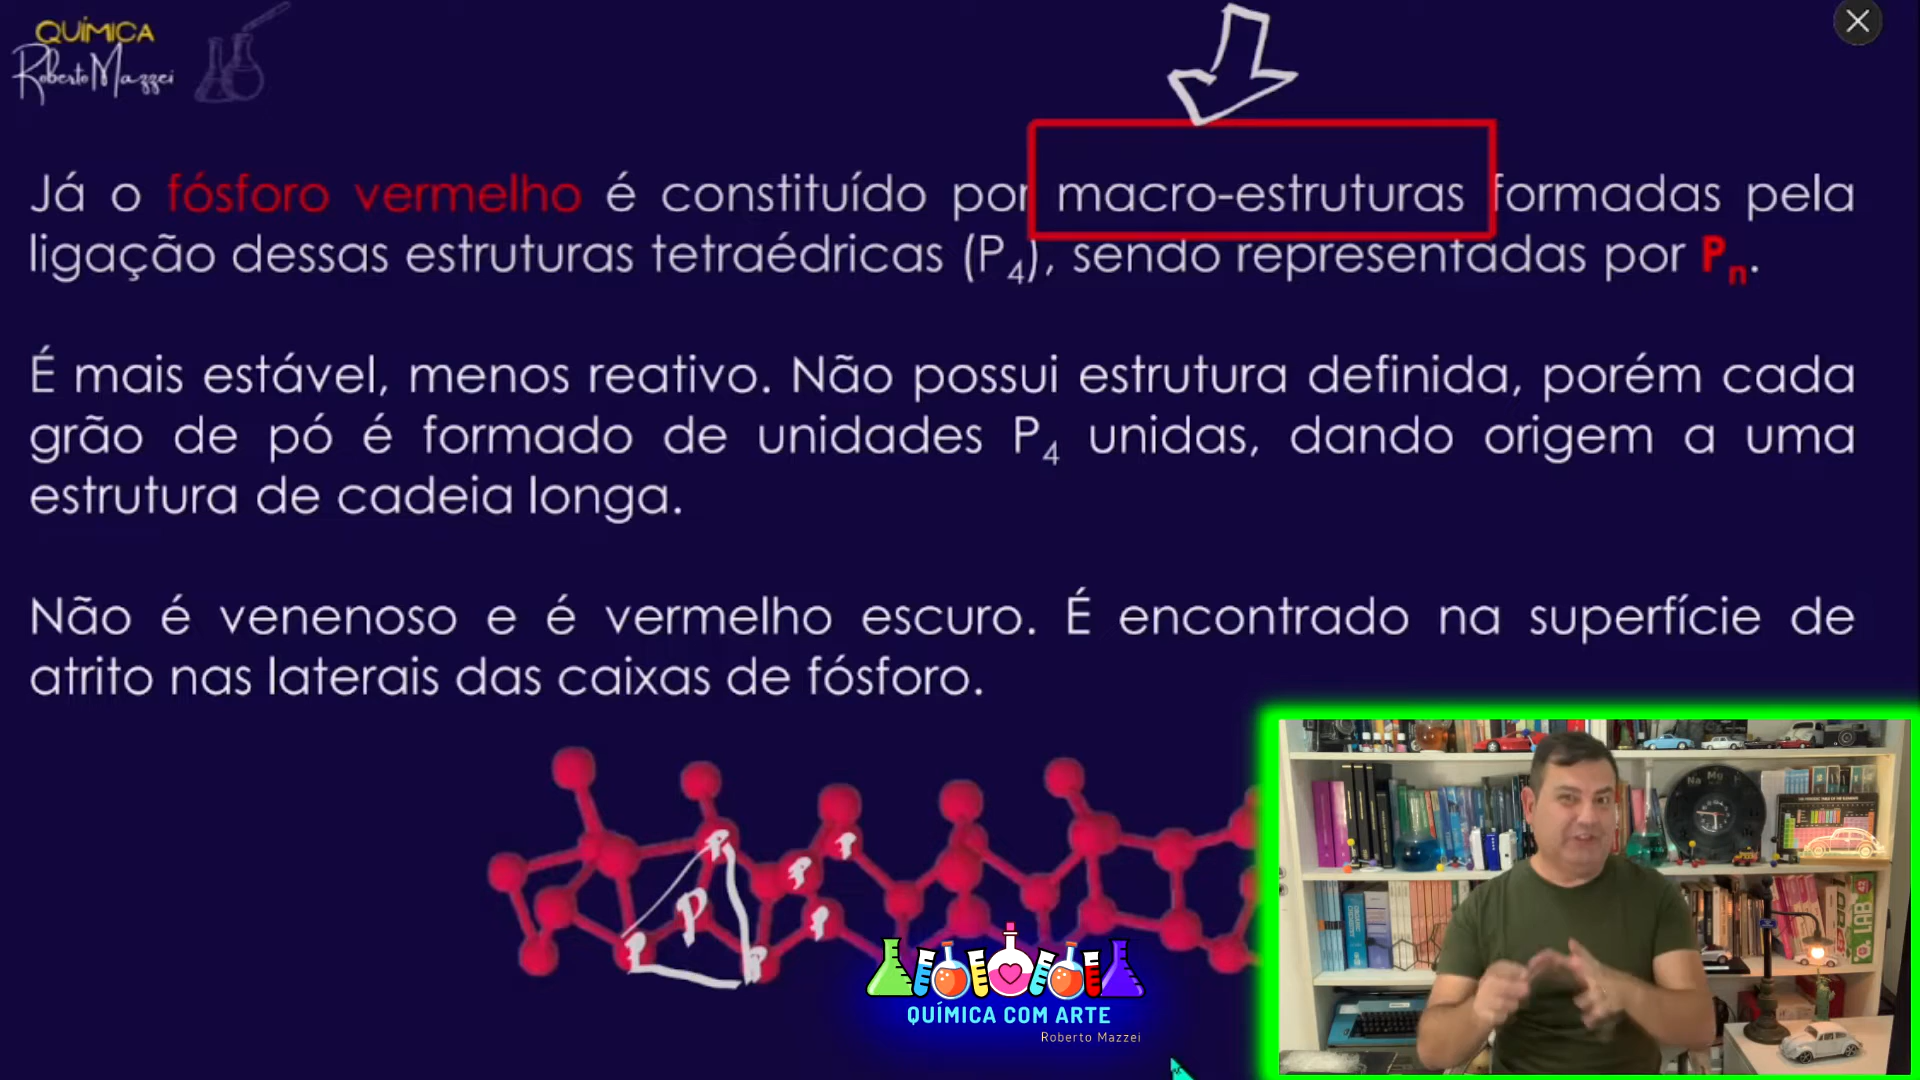 QUÍMICA
Roberto Mazzei
Já o fósforo vermelho é constituído por macro-estruturas formadas pela
ligação dessas estruturas tetraédricas (P₄), sendo representadas por Pₙ.
É mais estável, menos reativo. Não possui estrutura definida, porém cada
grão de pó é formado de unidades P₄ unidas, dando origem a uma
estrutura de cadeia longa.
Não é venenoso e é vermelho escuro. É encontrado na superfície de
atrito nas laterais das caixas de fósforo.
P P P
P P
P P
QUÍMICA COM ARTE
Roberto Mazzei
Na Mg
LAB